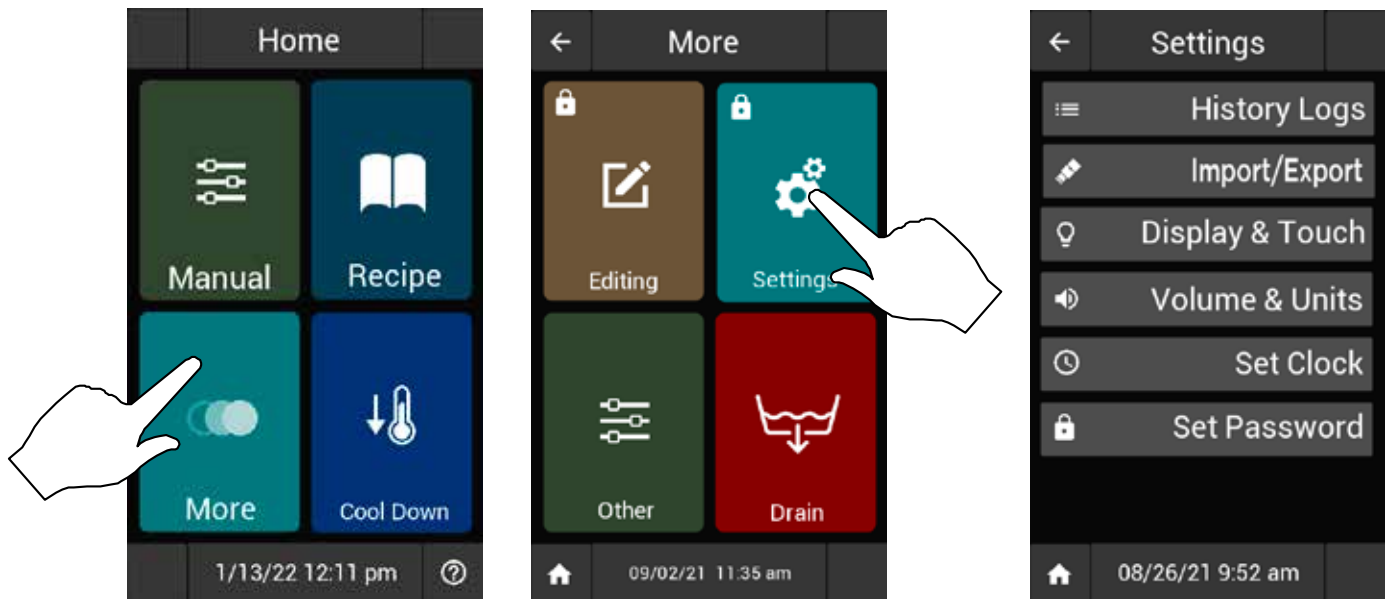 Home
Manual
Recipe
More
Cool Down
1/13/22 12:11 pm
More
Editing
Settings
Other
Drain
09/02/21 11:35 am
Settings
History Logs
Import/Export
Display & Touch
Volume & Units
Set Clock
Set Password
08/26/21 9:52 am